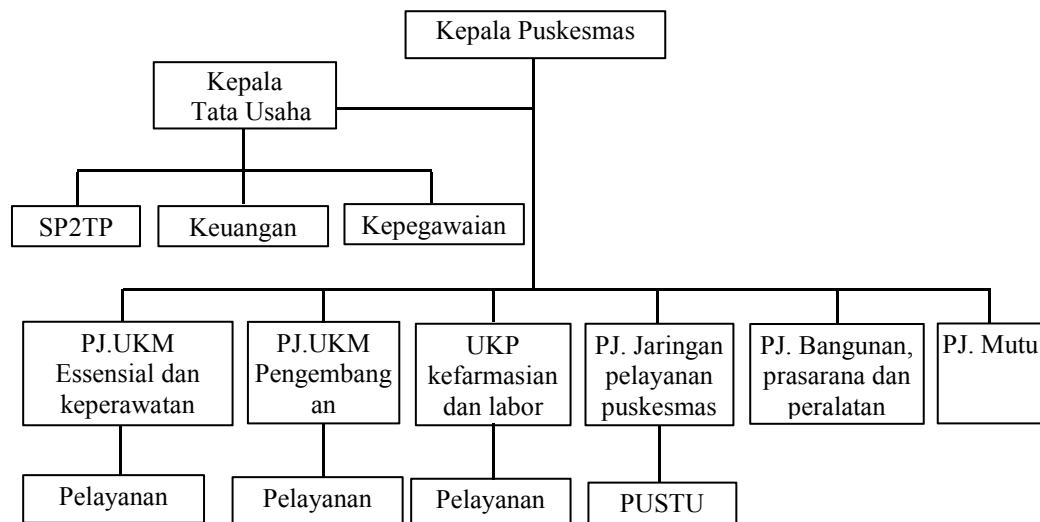 Kepala Puskesmas
Kepala
Tata Usaha
SP2TP
Keuangan
Kepegawaian
PJ.UKM
Essensial dan
keperawatan
PJ.UKM
Pengembang
an
UKP
kefarmasian
dan labor
PJ. Jaringan
pelayanan
puskesmas
PJ. Bangunan,
prasarana dan
peralatan
PJ. Mutu
Pelayanan
Pelayanan
Pelayanan
PUSTU